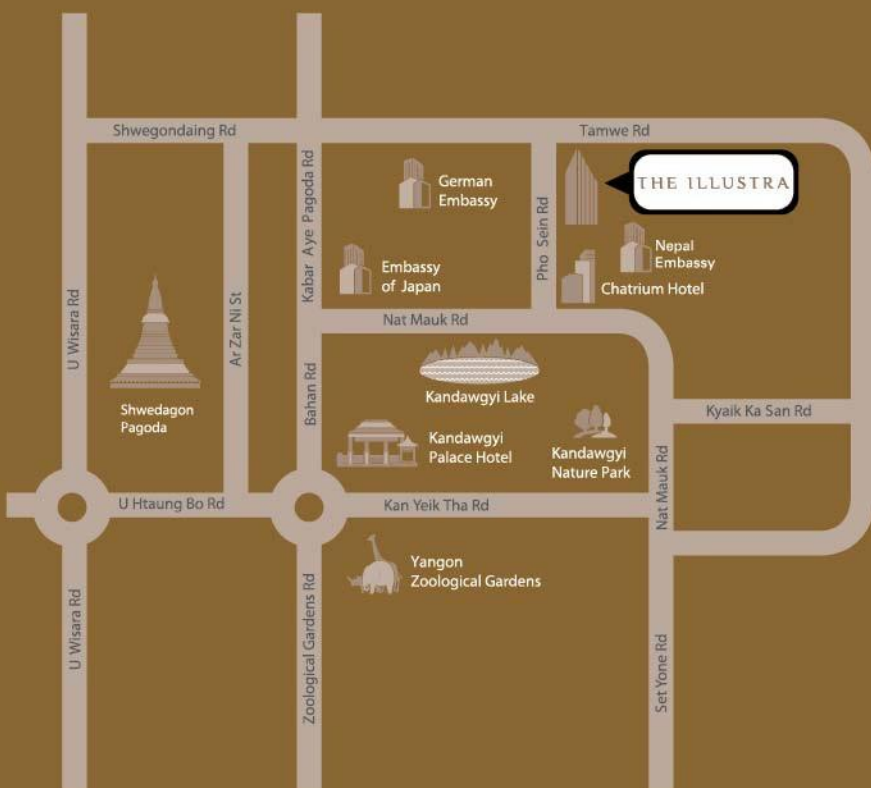 Shwegondaing Rd
Tamwe Rd
THE ILLUSTRA
German
Embassy
Kabar Aye Pagoda Rd
Pho Sein Rd
Nepal
Embassy
Embassy
of Japan
Chatrium Hotel
U Wisara Rd
Ar Zar Ni St
Nat Mauk Rd
Shwedagon
Pagoda
Bahan Rd
Kandawgyi Lake
Kyaik Ka San Rd
Kandawgyi
Palace Hotel
Kandawgyi
Nature Park
Nat Mauk Rd
U Htaung Bo Rd
Kan Yeik Tha Rd
Yangon
Zoological Gardens
U Wisara Rd
Zoological Gardens Rd
Set Yone Rd